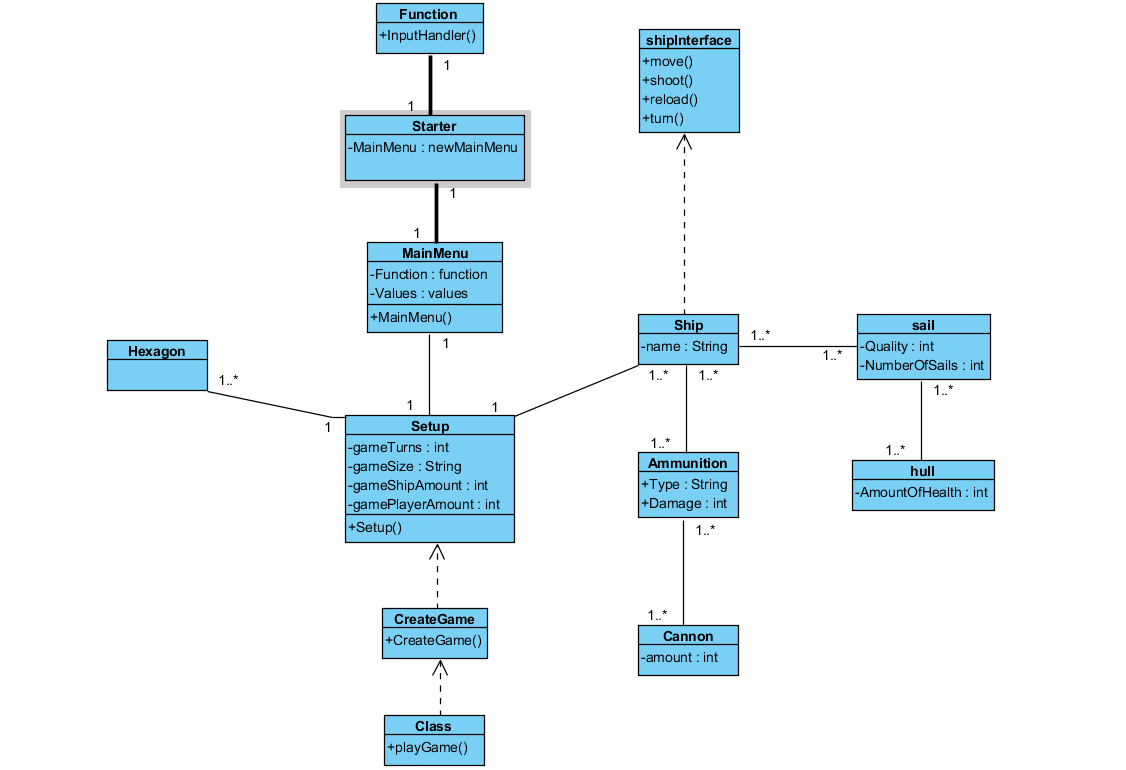 Function
+InputHandler()
1
1
Starter
-MainMenu : newMainMenu
1
1
MainMenu
-Function : function
-Values : values
+MainMenu()
1
1
Hexagon
1..*
1
Setup
-gameTurns : int
-gameSize : String
-gameShipAmount : int
-gamePlayerAmount : int
+Setup()
CreateGame
+CreateGame()
Class
+playGame()
shipInterface
+move()
+shoot()
+reload()
+turn()
Ship
-name : String
1..*
1..*
1
1..*
1..*
sail
-Quality : int
-NumberOfSails : int
1..*
1..*
hull
-AmountOfHealth : int
1..*
Ammunition
+Type : String
+Damage : int
1..*
1..*
Cannon
-amount : int